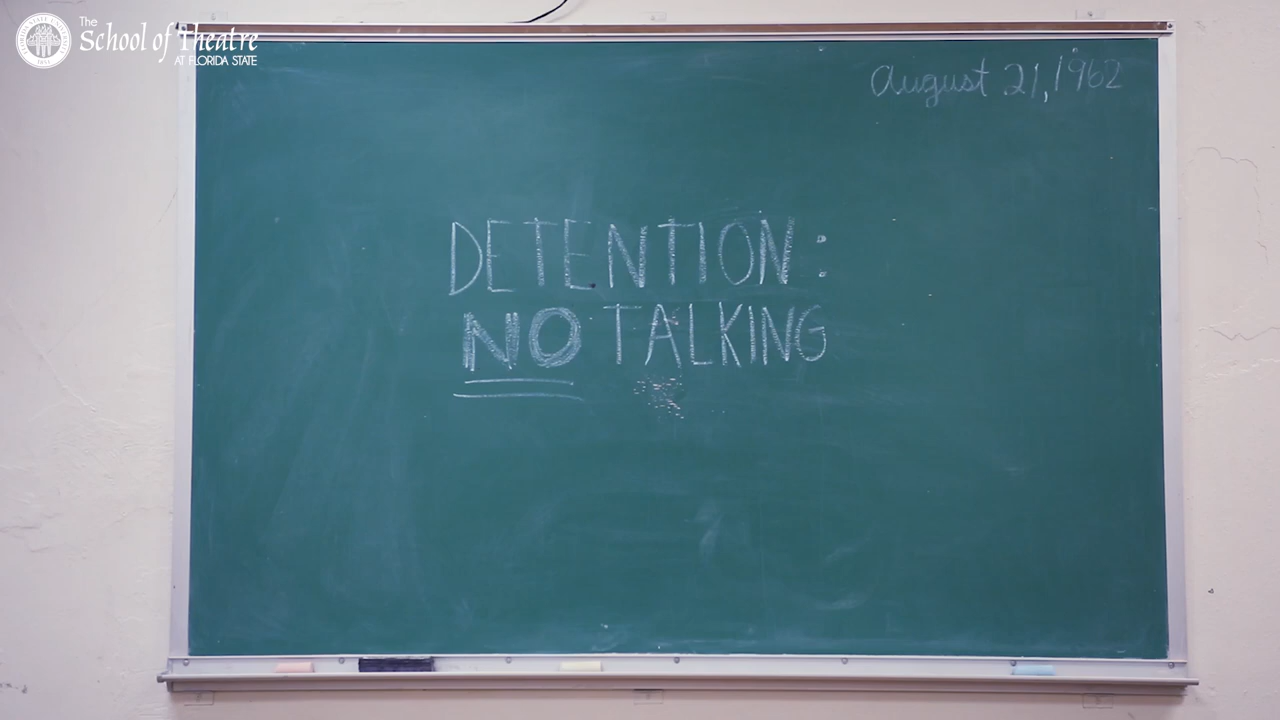 The
School of Theatre
AT FLORIDA STATE
August 21, 1962
DETENTION:
NO TALKING